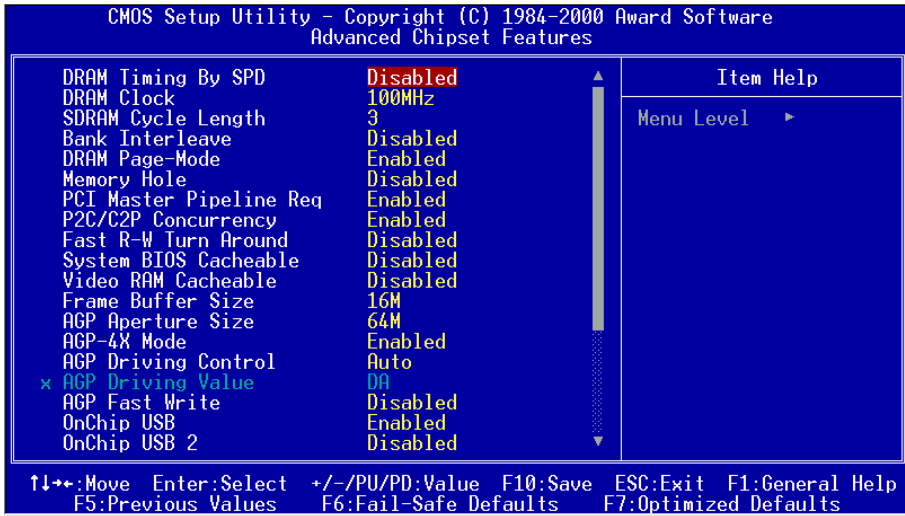 CMOS Setup Utility - Copyright (C) 1984-2000 Award Software
Advanced Chipset Features
DRAM Timing By SPD Disabled
DRAM Clock 100MHz
SDRAM Cycle Length 3
Bank Interleave Disabled
DRAM Page-Mode Enabled
Memory Hole Disabled
PCI Master Pipeline Req Enabled
P2C/C2P Concurrency Enabled
Fast R-W Turn Around Disabled
System BIOS Cacheable Disabled
Video RAM Cacheable Disabled
Frame Buffer Size 16M
AGP Aperture Size 64M
AGP-4X Mode Enabled
AGP Driving Control Auto
x AGP Driving Value DA
AGP Fast Write Disabled
OnChip USB Enabled
OnChip USB 2 Disabled
Item Help
Menu Level ►
↑↓→←:Move Enter:Select +/-/PU/PD:Value F10:Save ESC:Exit F1:General Help
F5:Previous Values F6:Fail-Safe Defaults F7:Optimized Defaults